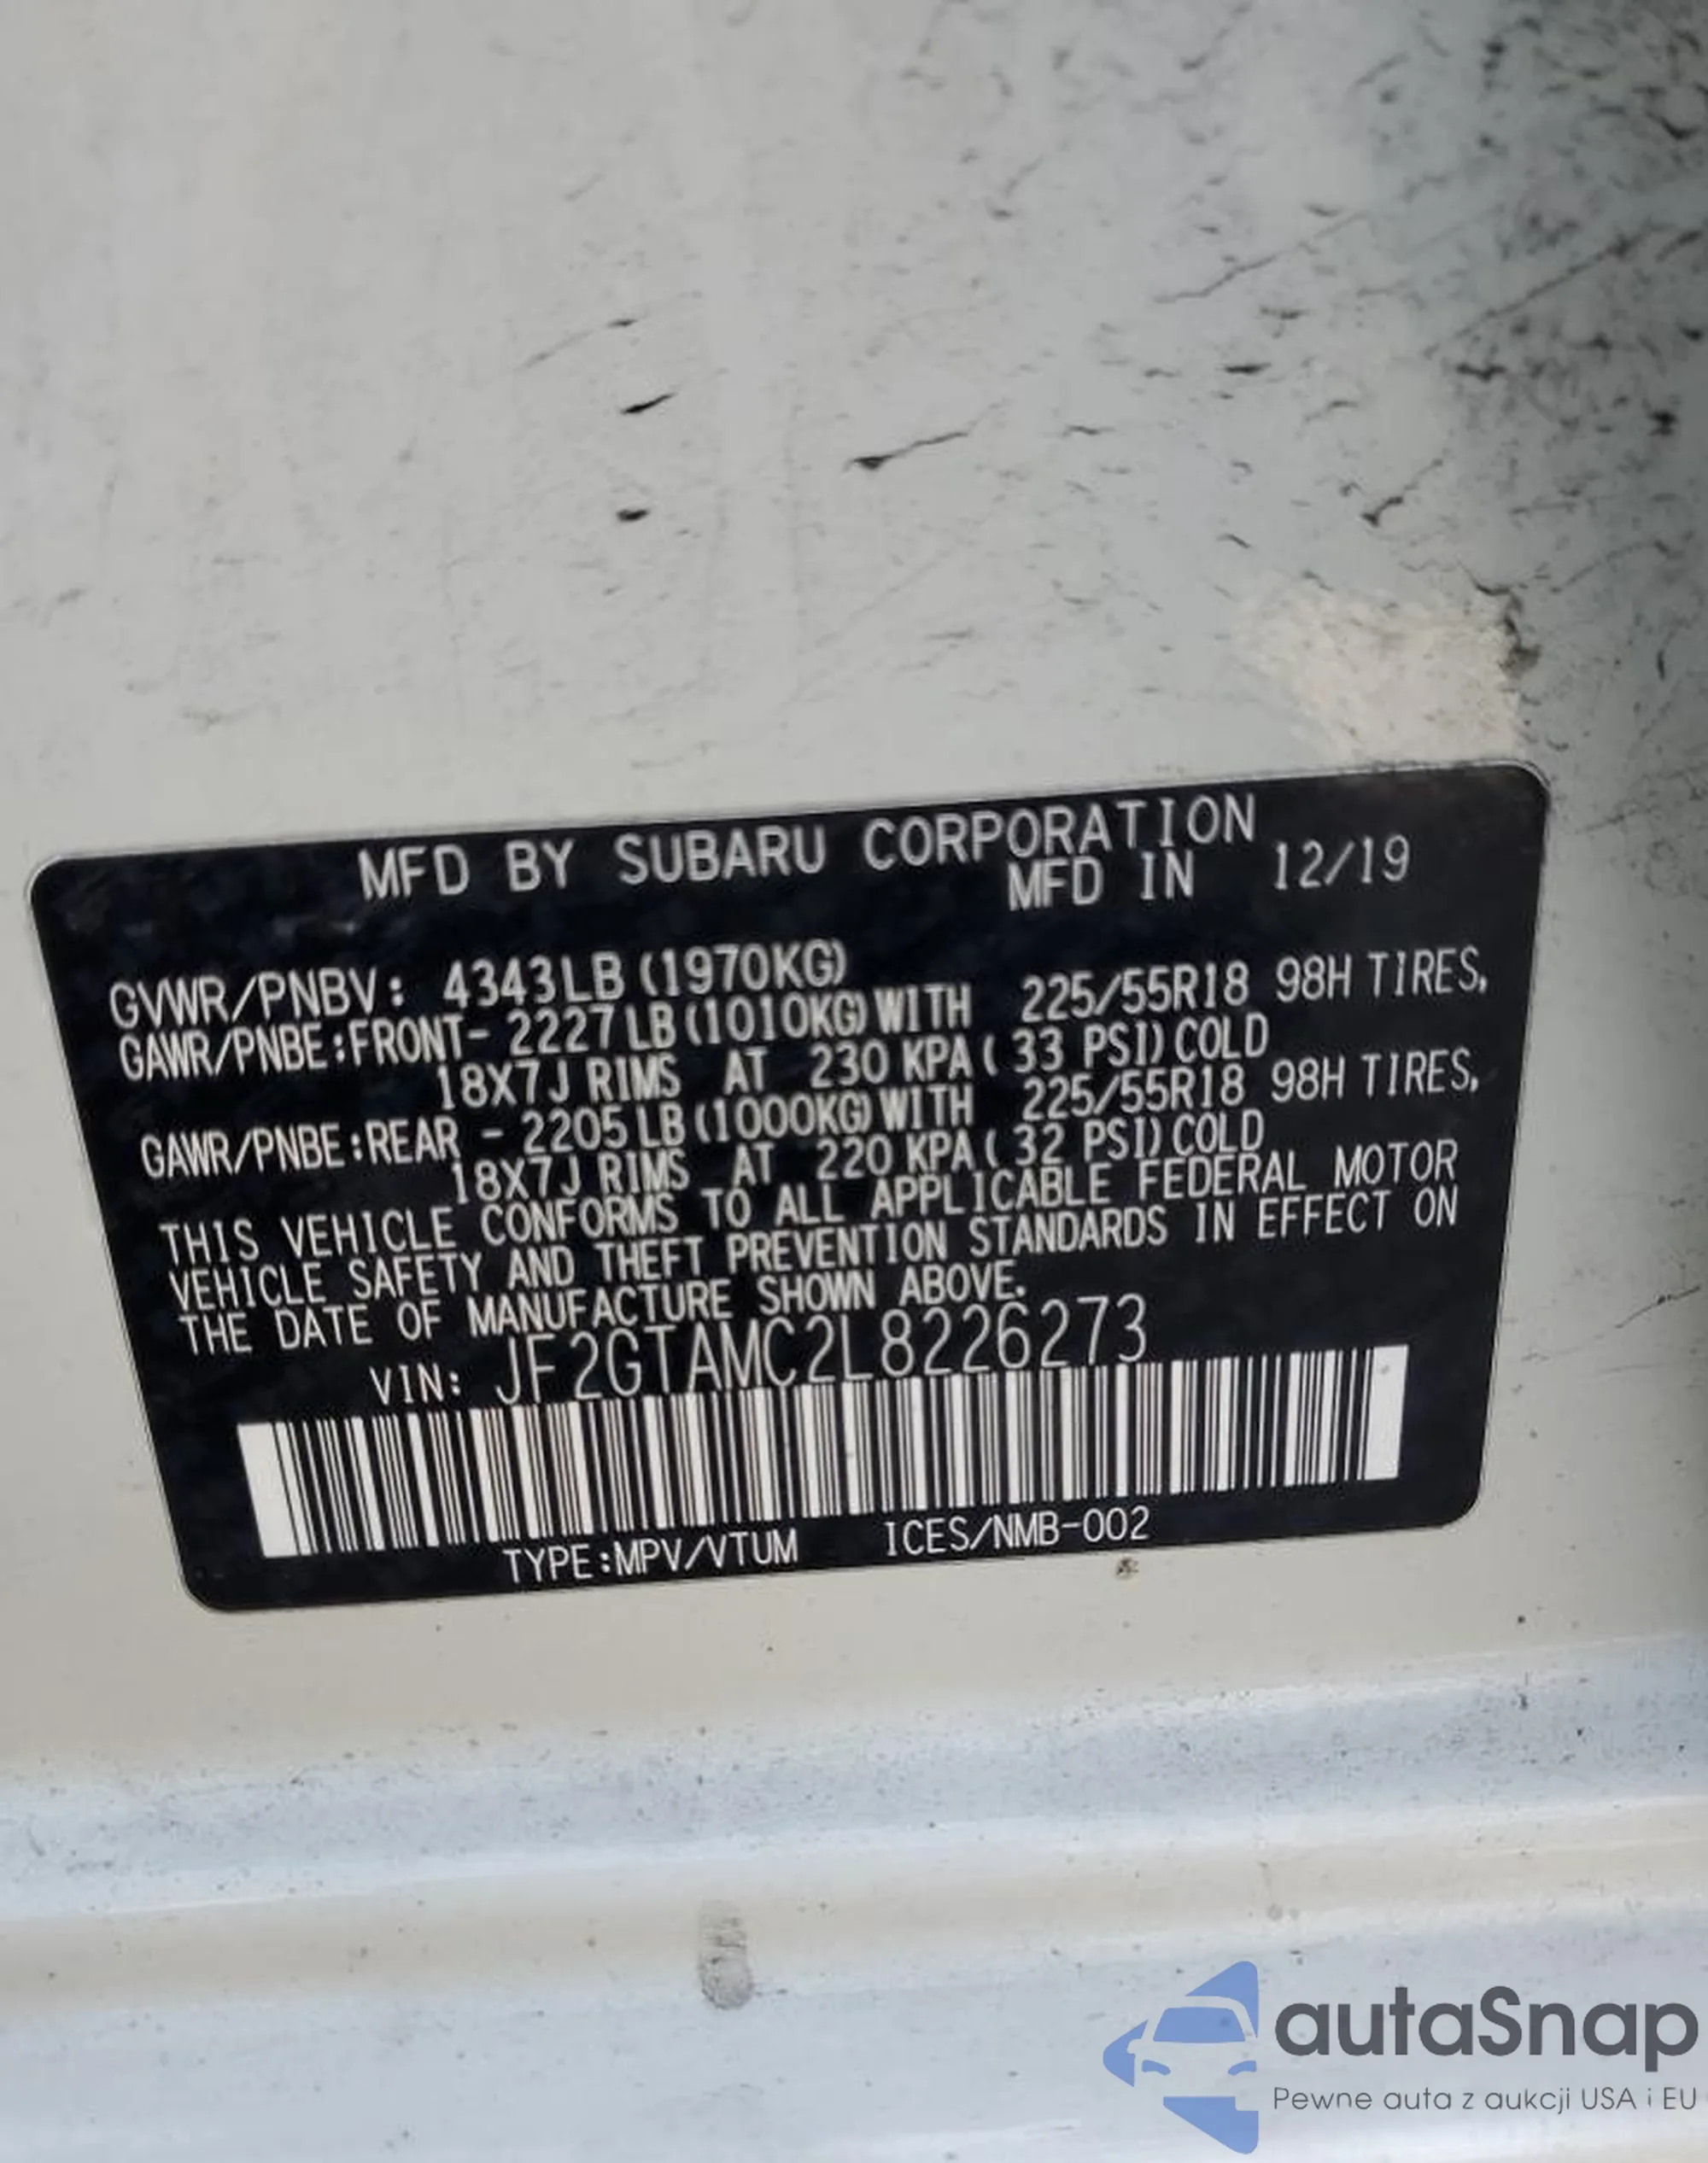 MFD BY SUBARU CORPORATION
MFD IN 12/19
GVWR/PNBV: 4343LB (1970KG)
GAWR/PNBE:FRONT- 2227LB(1010KG)WITH 225/55R18 98H TIRES,
18X7J RIMS AT 230 KPA( 33 PSI)COLD
GAWR/PNBE:REAR - 2205LB(1000KG)WITH 225/55R18 98H TIRES,
18X7J RIMS AT 220 KPA( 32 PSI)COLD
THIS VEHICLE CONFORMS TO ALL APPLICABLE FEDERAL MOTOR
VEHICLE SAFETY AND THEFT PREVENTION STANDARDS IN EFFECT ON
THE DATE OF MANUFACTURE SHOWN ABOVE.
VIN: JF2GTAMC2L8226273
TYPE:MPV/VTUM ICES/NMB-002
autaSnap
Pewne auta z aukcji USA i EU